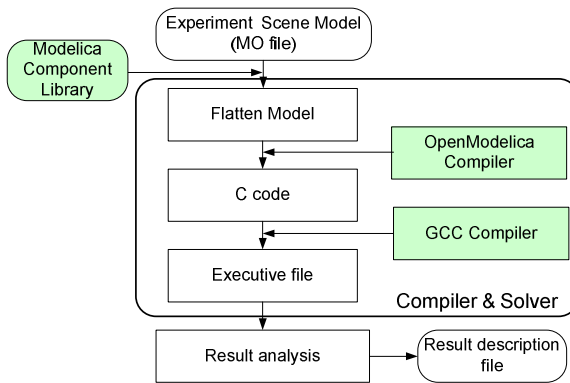 Experiment Scene Model
(MO file)
Modelica
Component
Library
Flatten Model
OpenModelica
Compiler
C code
GCC Compiler
Executive file
Compiler & Solver
Result analysis
Result description
file